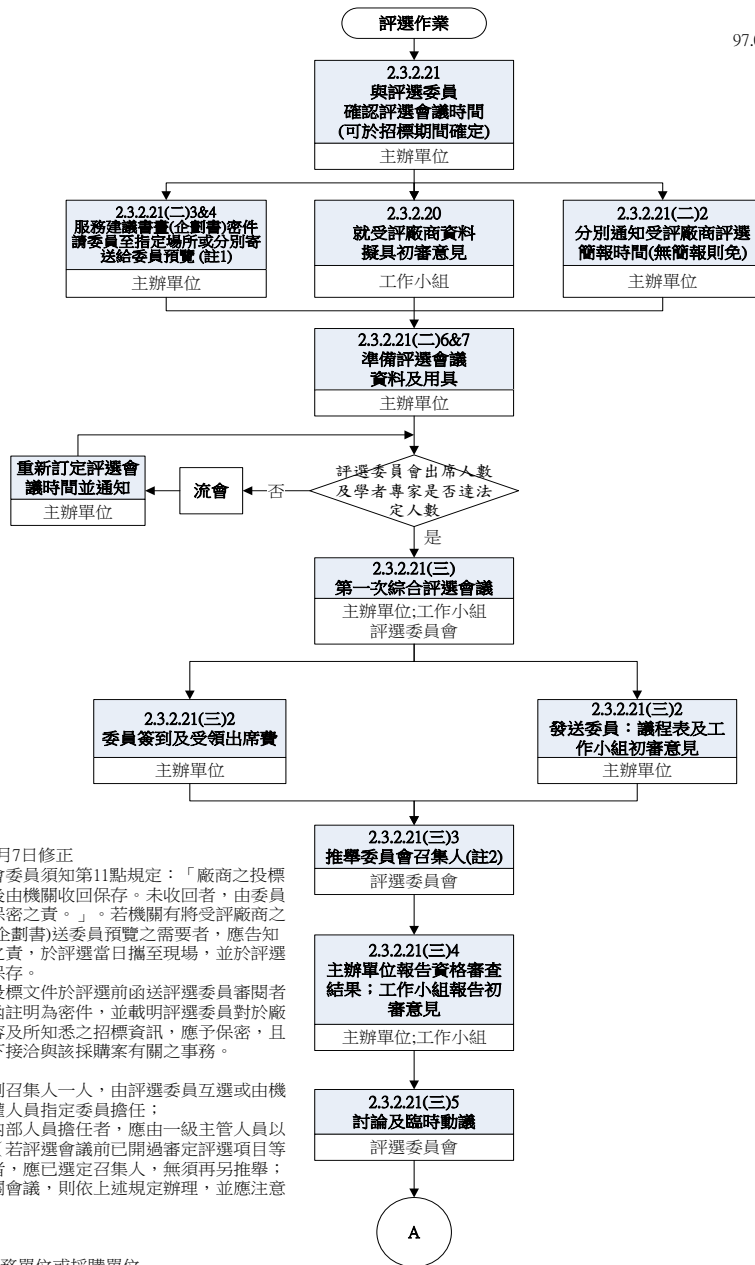 評選作業
97.0
2.3.2.21
與評選委員
確認評選會議時間
(可於招標期間確定)
主辦單位
2.3.2.21(二)3&4
服務建議書畫(企劃書)密件
請委員至指定場所或分別寄
送給委員預覽 (註1)
主辦單位
2.3.2.20
就受評廠商資料
擬具初審意見
工作小組
2.3.2.21(二)2
分別通知受評廠商評選
簡報時間(無簡報則免)
主辦單位
2.3.2.21(二)6&7
準備評選會議
資料及用具
主辦單位
重新訂定評選會
議時間並通知
主辦單位
流會
否
評選委員會出席人數
及學者專家是否達法
定人數
是
2.3.2.21(三)
第一次綜合評選會議
主辦單位;工作小組
評選委員會
2.3.2.21(三)2
委員簽到及受領出席費
主辦單位
2.3.2.21(三)2
發送委員：議程表及工
作小組初審意見
主辦單位
2.3.2.21(三)3
推舉委員會召集人(註2)
評選委員會
2.3.2.21(三)4
主辦單位報告資格審查
結果；工作小組報告初
審意見
主辦單位;工作小組
2.3.2.21(三)5
討論及臨時動議
評選委員會
A
月7日修正
會委員須知第11點規定：「廠商之投標
後由機關收回保存。未收回者，由委員
保密之責。」。若機關有將受評廠商之
企劃書)送委員預覽之需要者，應告知
之責，於評選當日攜至現場，並於評選
保存。
投標文件於評選前函送評選委員審閱者
函註明為密件，並載明評選委員對於廠
容及所知悉之招標資訊，應予保密，且
下接洽與該採購案有關之事務。
制召集人一人，由評選委員互選或由機
權人員指定委員擔任；
內部人員擔任者，應由一級主管人員以
若評選會議前已開過審定評選項目等
者，應已選定召集人，無須再另推舉；
開會議，則依上述規定辦理，並應注意
務單位或採購單位